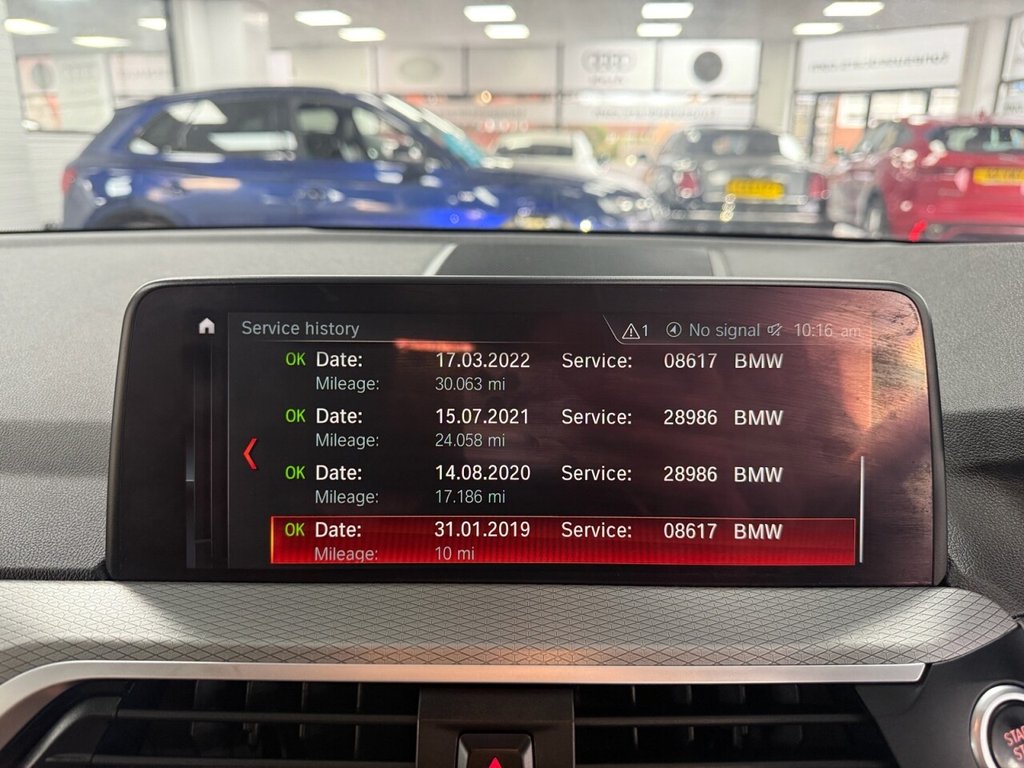 Service history
1 No signal 10:16 am
OK Date: 17.03.2022 Service: 08617 BMW
Mileage: 30.063 mi
OK Date: 15.07.2021 Service: 28986 BMW
Mileage: 24.058 mi
OK Date: 14.08.2020 Service: 28986 BMW
Mileage: 17.186 mi
OK Date: 31.01.2019 Service: 08617 BMW
Mileage: 10 mi